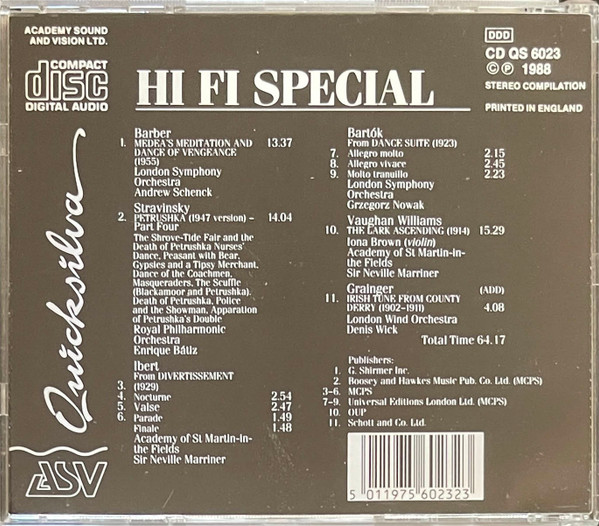 ACADEMY SOUND
AND VISION LTD.
COMPACT
disc
DIGITAL AUDIO
HI FI SPECIAL
DDD
CD QS 6023
© ℗ 1988
STEREO COMPILATION
PRINTED IN ENGLAND
Quicksilva
ASV
Barber
1. MEDEA'S MEDITATION AND 13.37
DANCE OF VENGEANCE
(1955)
London Symphony
Orchestra
Andrew Schenck
Stravinsky
2. PETRUSHKA (1947 version) – 14.04
Part Four
The Shrove-Tide Fair and the
Death of Petrushka Nurses'
Dance, Peasant with Bear,
Gypsies and a Tipsy Merchant,
Dance of the Coachmen,
Masqueraders, The Scuffle
(Blackamoor and Petrushka),
Death of Petrushka, Police
and the Showman, Apparation
of Petrushka's Double
Royal Philharmonic
Orchestra
Enrique Bátiz
Ibert
From DIVERTISSEMENT
3. (1929)
4. Nocturne 2.54
5. Valse 2.47
6. Parade 1.49
Finale 1.48
Academy of St Martin-in-
the Fields
Sir Neville Marriner
Bartók
From DANCE SUITE (1923)
7. Allegro molto 2.15
8. Allegro vivace 2.45
9. Molto tranuillo 2.23
London Symphony
Orchestra
Grzegorz Nowak
Vaughan Williams
10. THE LARK ASCENDING (1914) 15.29
Iona Brown (violin)
Academy of St Martin-in-
the Fields
Sir Neville Marriner
Grainger (ADD)
11. IRISH TUNE FROM COUNTY
DERRY (1902-1911) 4.08
London Wind Orchestra
Denis Wick
Total Time 64.17
Publishers:
1. G. Shirmer Inc.
2. Boosey and Hawkes Music Pub. Co. Ltd. (MCPS)
3–6. MCPS
7–9. Universal Editions London Ltd. (MCPS)
10. OUP
11. Schott and Co. Ltd.
5 011975 602323